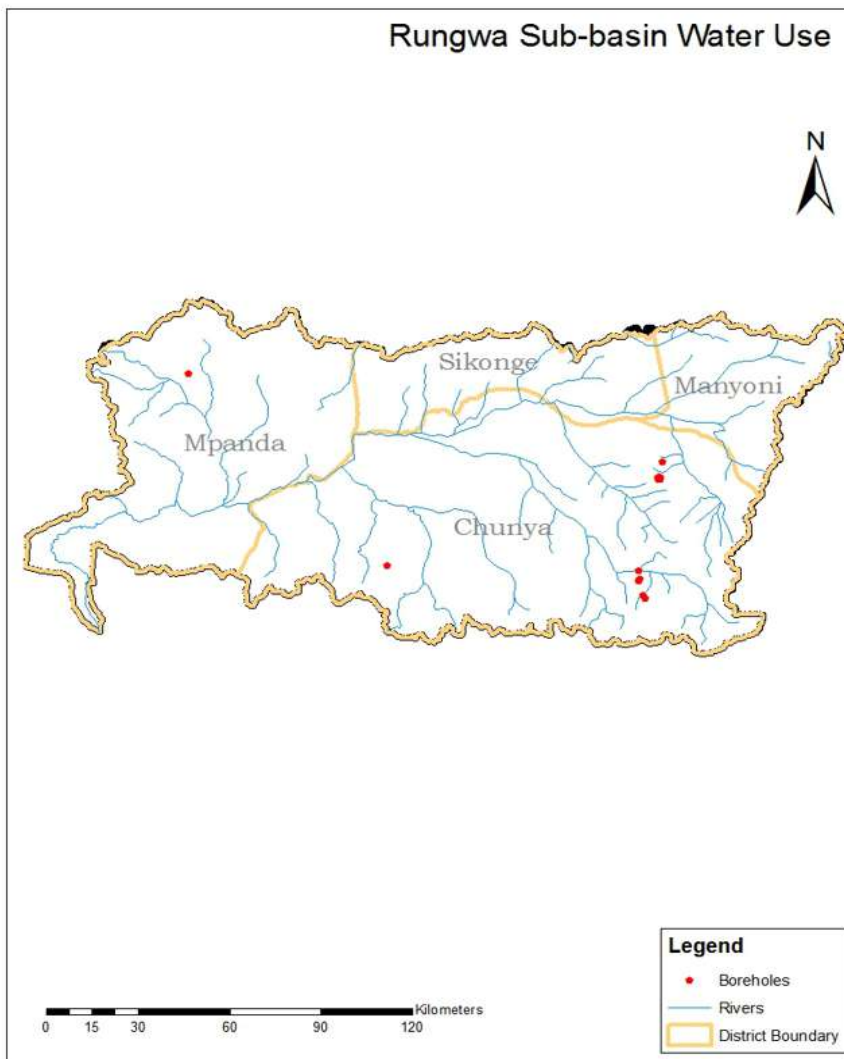 Rungwa Sub-basin Water Use
N
Sikonge
Manyoni
Mpanda
Chunya
Legend
Boreholes
Rivers
District Boundary
Kilometers
0 15 30 60 90 120